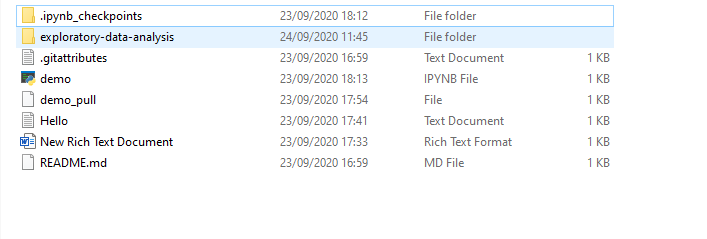 .ipynb_checkpoints 23/09/2020 18:12 File folder
exploratory-data-analysis 24/09/2020 11:45 File folder
.gitattributes 23/09/2020 16:59 Text Document 1 KB
demo 23/09/2020 18:13 IPYNB File 1 KB
demo_pull 23/09/2020 17:54 File 1 KB
Hello 23/09/2020 17:41 Text Document 1 KB
New Rich Text Document 23/09/2020 17:33 Rich Text Format 1 KB
README.md 23/09/2020 16:59 MD File 1 KB